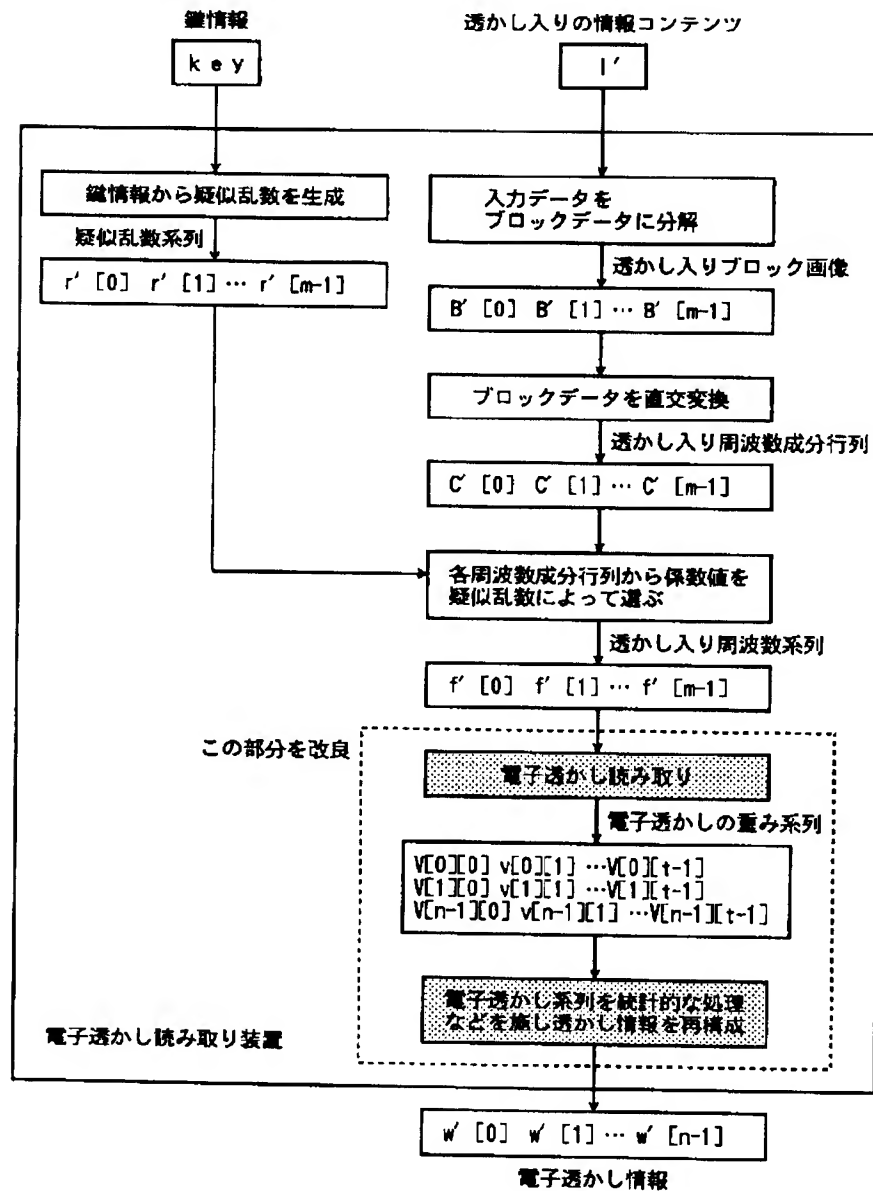 鍵情報
key
透かし入りの情報コンテンツ
I′
鍵情報から疑似乱数を生成
疑似乱数系列
r′ [0] r′ [1] … r′ [m-1]
入力データを
ブロックデータに分解
透かし入りブロック画像
B′ [0] B′ [1] … B′ [m-1]
ブロックデータを直交変換
透かし入り周波数成分行列
C′ [0] C′ [1] … C′ [m-1]
各周波数成分行列から係数値を
疑似乱数によって選ぶ
透かし入り周波数系列
f′ [0] f′ [1] … f′ [m-1]
この部分を改良
電子透かし読み取り
電子透かしの重み系列
V[0][0] v[0][1] …V[0][t-1]
V[1][0] v[1][1] …V[1][t-1]
V[n-1][0] v[n-1][1] …V[n-1][t-1]
電子透かし系列を統計的な処理
などを施し透かし情報を再構成
電子透かし読み取り装置
w′ [0] w′ [1] … w′ [n-1]
電子透かし情報